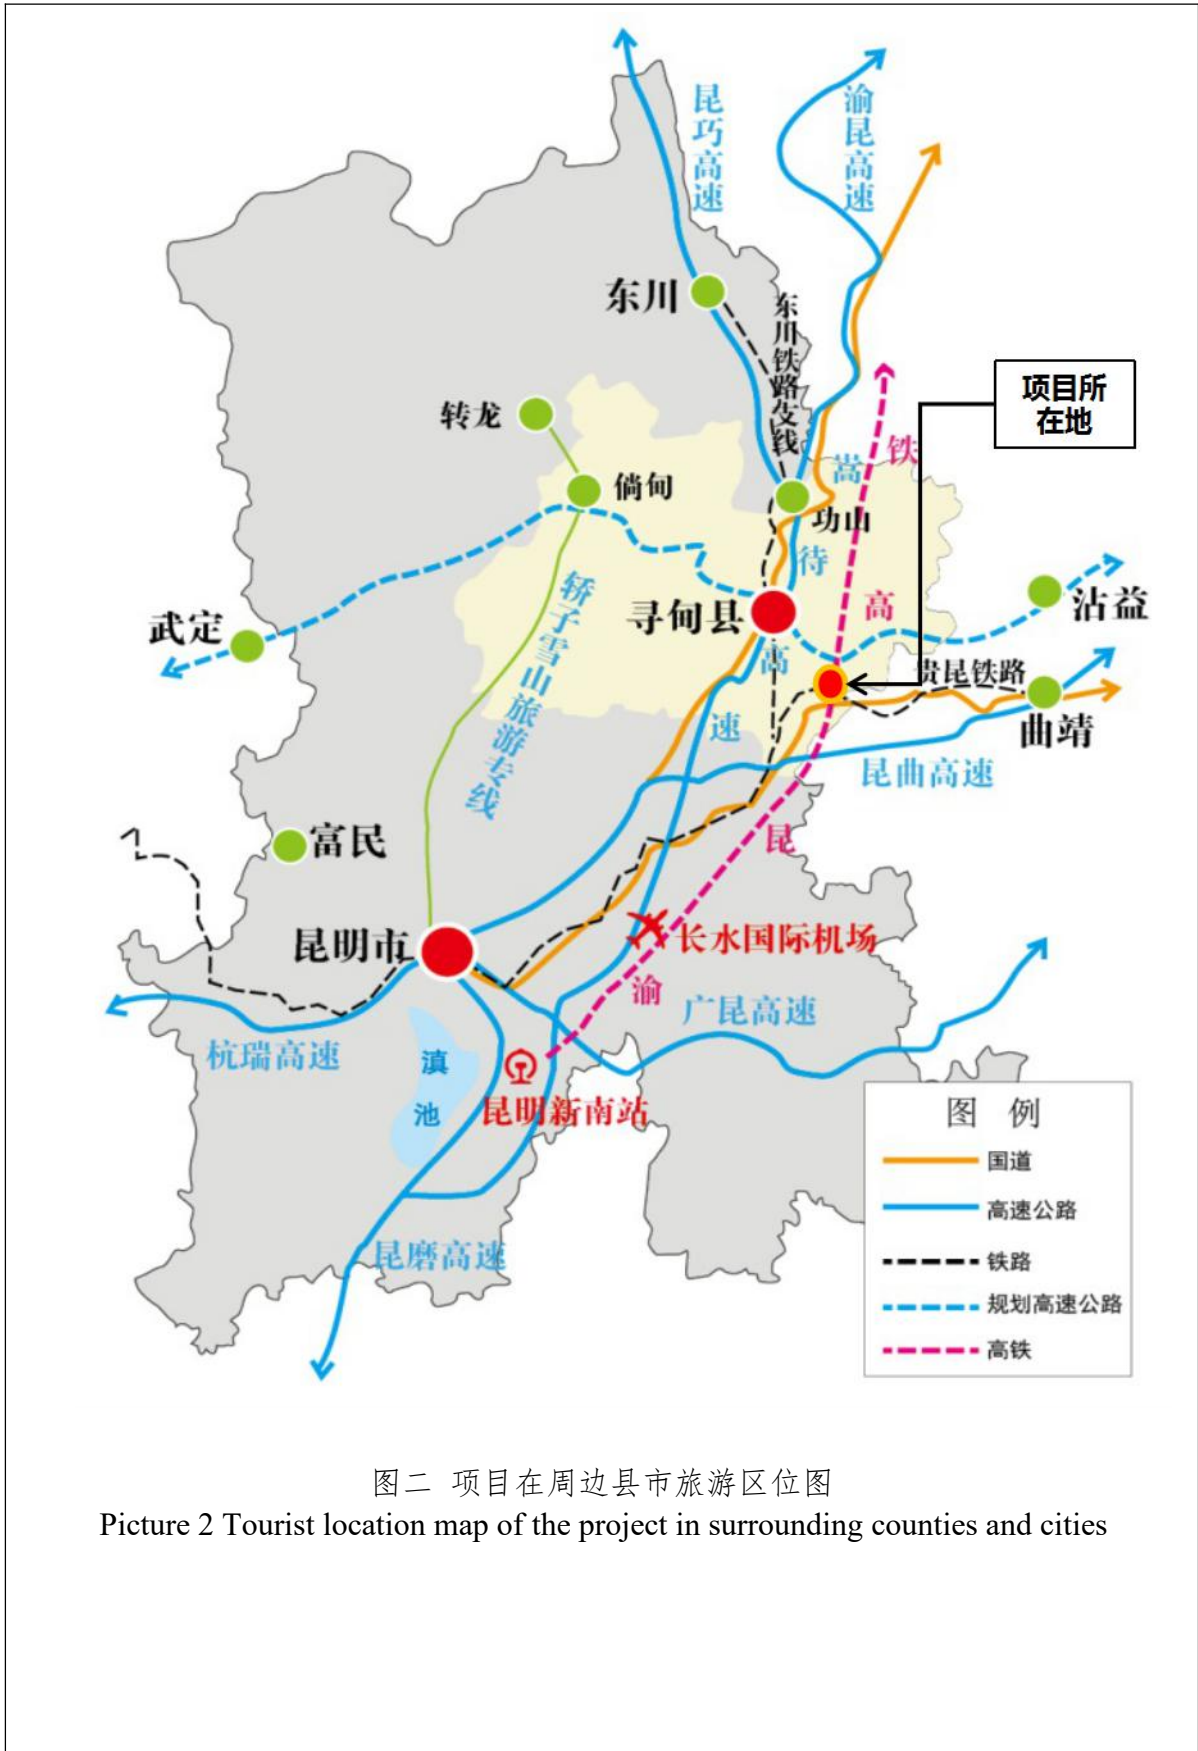 昆巧高速
渝昆高速
东川
东川铁路支线
项目所
在地
转龙
倘甸
嵩待高速
功山
渝昆高铁
沾益
寻甸县
武定
轿子雪山旅游专线
贵昆铁路
曲靖
昆曲高速
富民
昆明市
长水国际机场
广昆高速
杭瑞高速
滇池
昆明新南站
昆磨高速
图 例
国道
高速公路
铁路
规划高速公路
高铁
图二 项目在周边县市旅游区位图
Picture 2 Tourist location map of the project in surrounding counties and cities